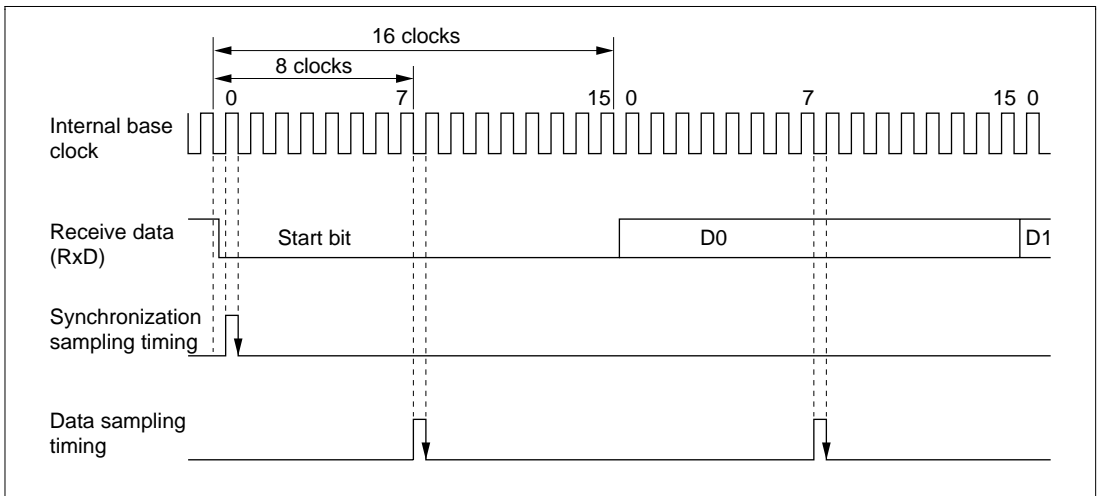 16 clocks
8 clocks
0 7 15 0 7 15 0
Internal base
clock
Receive data
(RxD)
Start bit D0 D1
Synchronization
sampling timing
Data sampling
timing